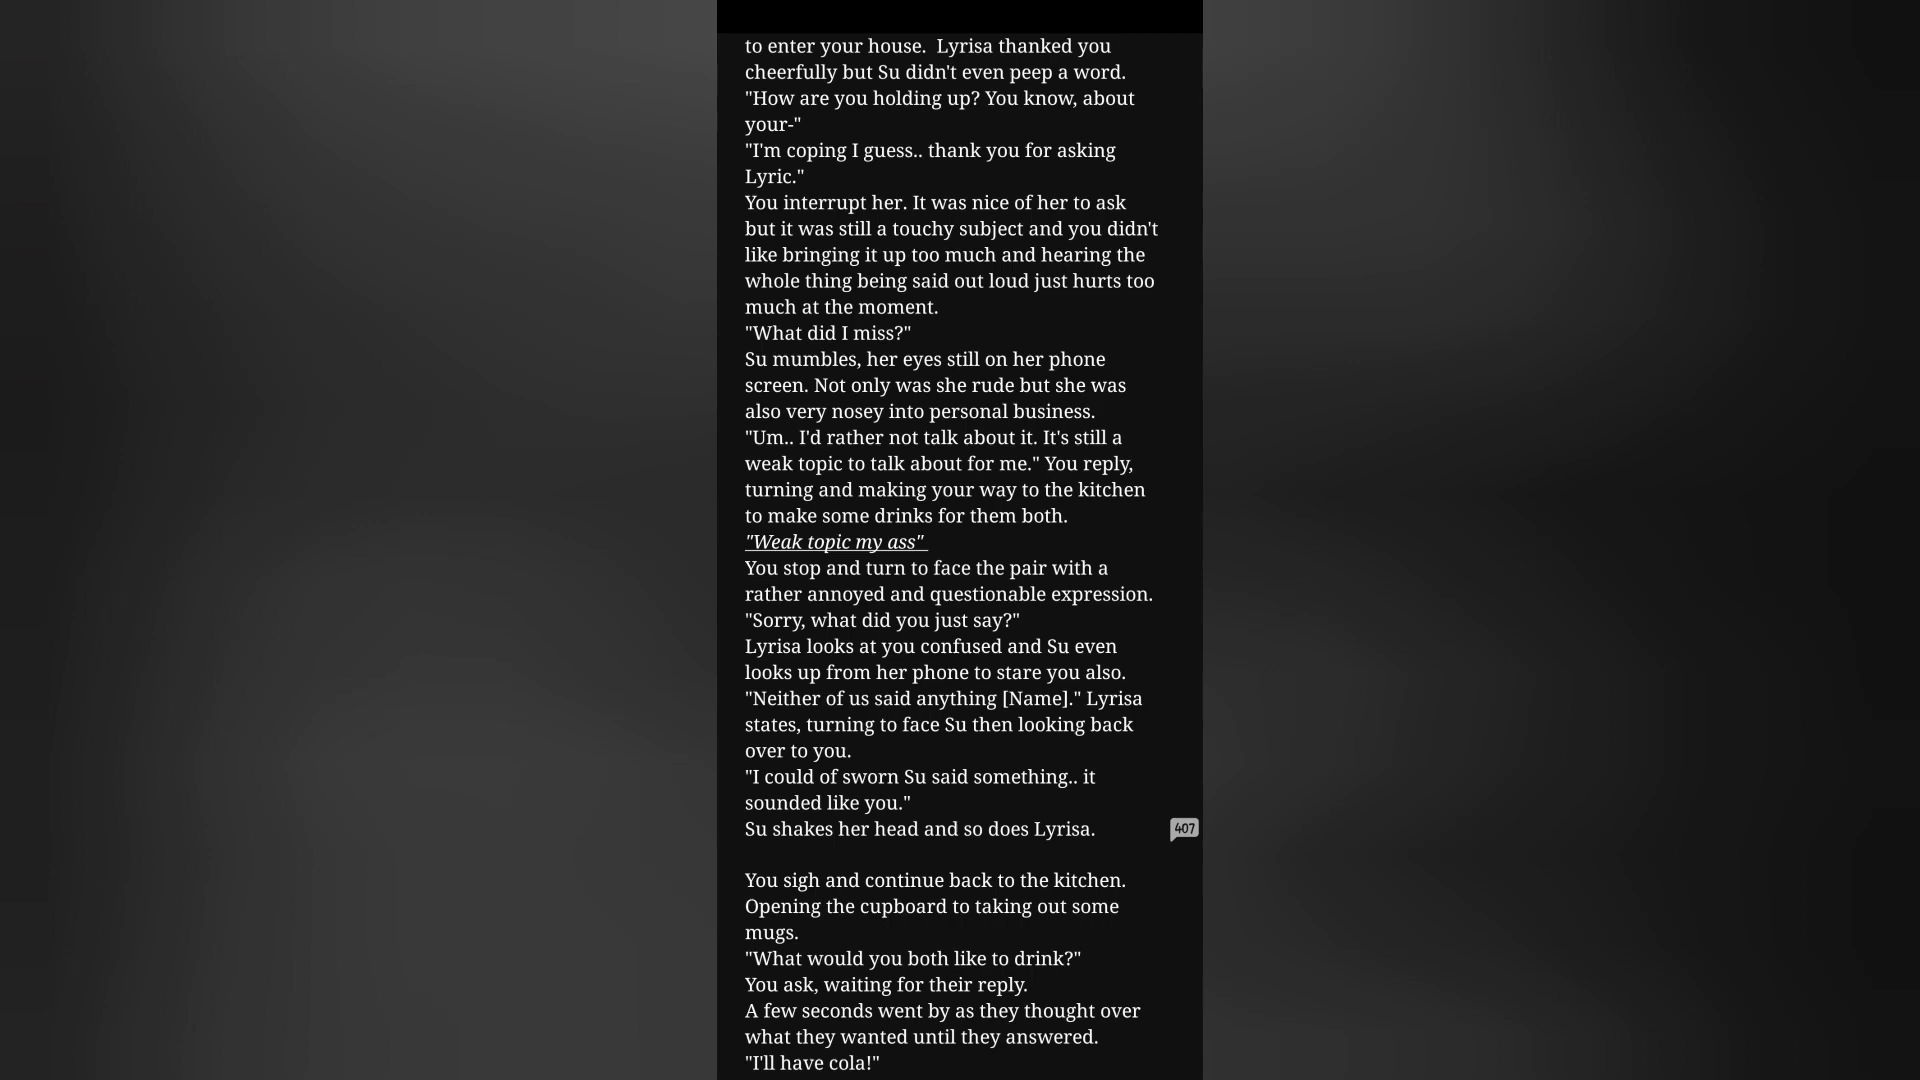 to enter your house.  Lyrisa thanked you
cheerfully but Su didn't even peep a word.
"How are you holding up? You know, about
your-"
"I'm coping I guess.. thank you for asking
Lyric."
You interrupt her. It was nice of her to ask
but it was still a touchy subject and you didn't
like bringing it up too much and hearing the
whole thing being said out loud just hurts too
much at the moment.
"What did I miss?"
Su mumbles, her eyes still on her phone
screen. Not only was she rude but she was
also very nosey into personal business.
"Um.. I'd rather not talk about it. It's still a
weak topic to talk about for me." You reply,
turning and making your way to the kitchen
to make some drinks for them both.
"Weak topic my ass"
You stop and turn to face the pair with a
rather annoyed and questionable expression.
"Sorry, what did you just say?"
Lyrisa looks at you confused and Su even
looks up from her phone to stare you also.
"Neither of us said anything [Name]." Lyrisa
states, turning to face Su then looking back
over to you.
"I could of sworn Su said something.. it
sounded like you."
Su shakes her head and so does Lyrisa.
407
You sigh and continue back to the kitchen.
Opening the cupboard to taking out some
mugs.
"What would you both like to drink?"
You ask, waiting for their reply.
A few seconds went by as they thought over
what they wanted until they answered.
"I'll have cola!"